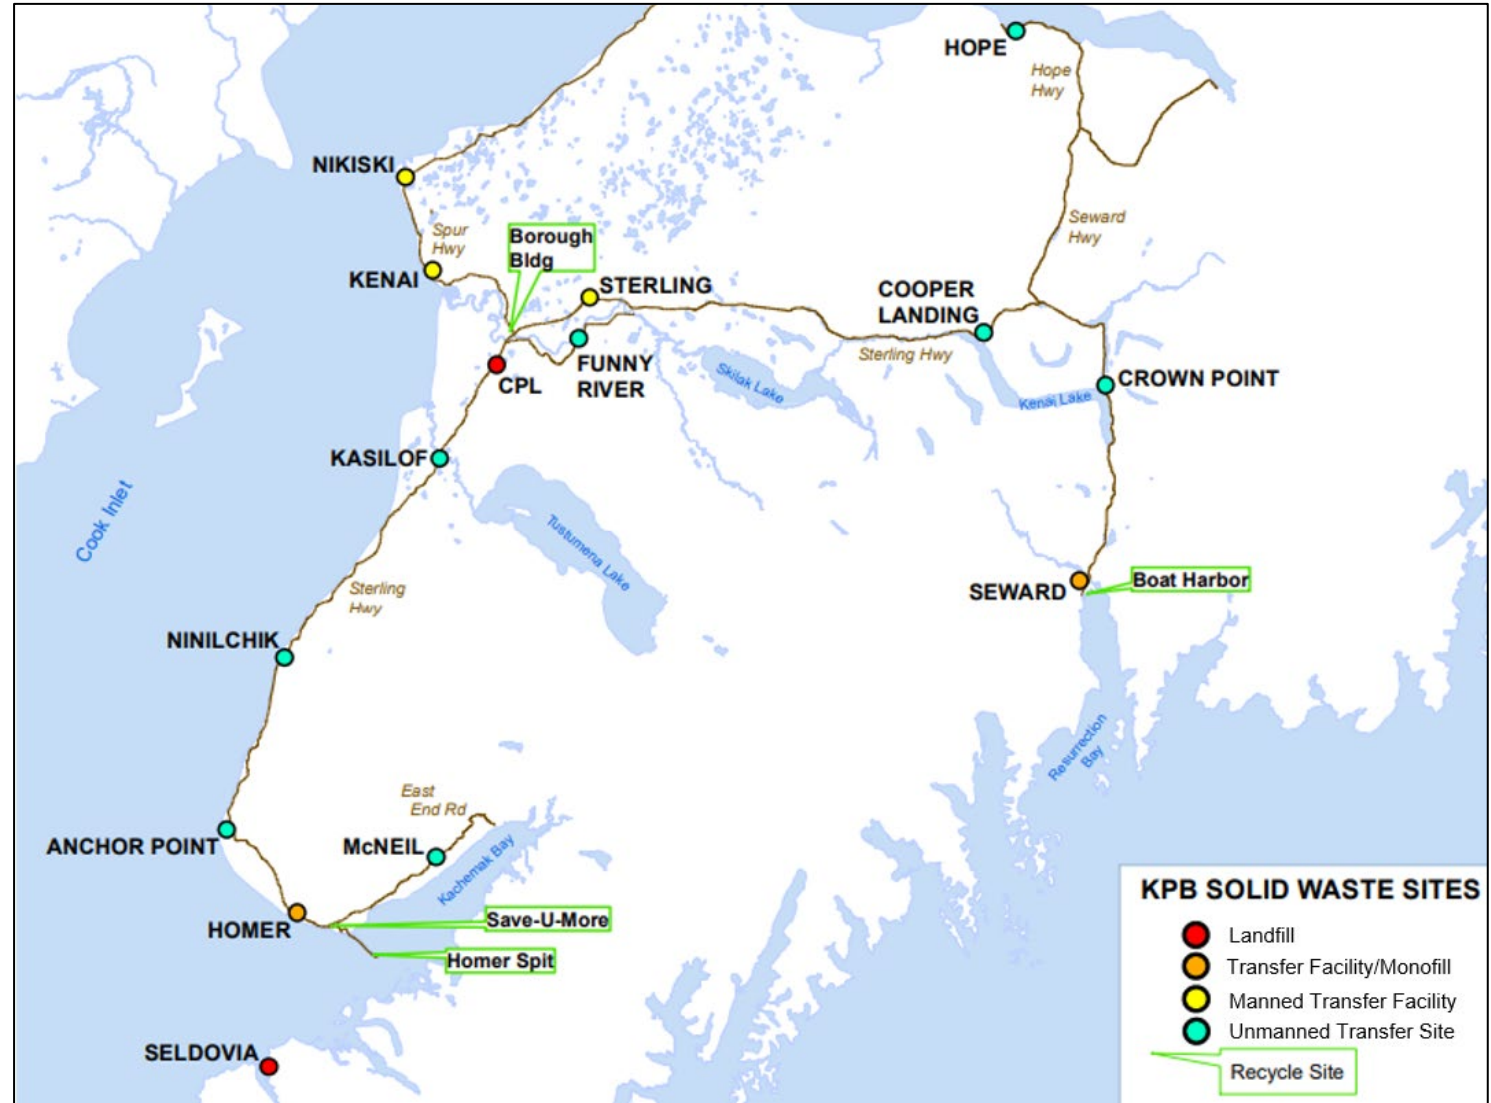 HOPE
Hope
Hwy
NIKISKI
Spur
Hwy
Borough
Bldg
Seward
Hwy
KENAI
STERLING
COOPER
LANDING
Sterling Hwy
FUNNY
RIVER
CPL
Skilak Lake
CROWN POINT
Kenai Lake
KASILOF
Cook Inlet
Tustumena Lake
Sterling
Hwy
SEWARD
Boat Harbor
NINILCHIK
Resurrection
Bay
East
End Rd
ANCHOR POINT
McNEIL
Kachemak Bay
HOMER
Save-U-More
Homer Spit
SELDOVIA
KPB SOLID WASTE SITES
Landfill
Transfer Facility/Monofill
Manned Transfer Facility
Unmanned Transfer Site
Recycle Site